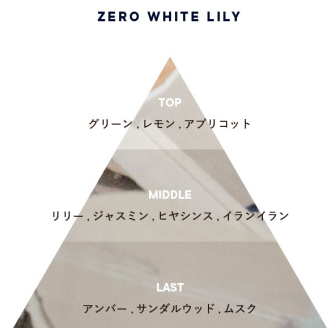 ZERO WHITE LILY
TOP
グリーン , レモン , アプリコット
MIDDLE
リリー , ジャスミン , ヒヤシンス , イランイラン
LAST
アンバー , サンダルウッド , ムスク